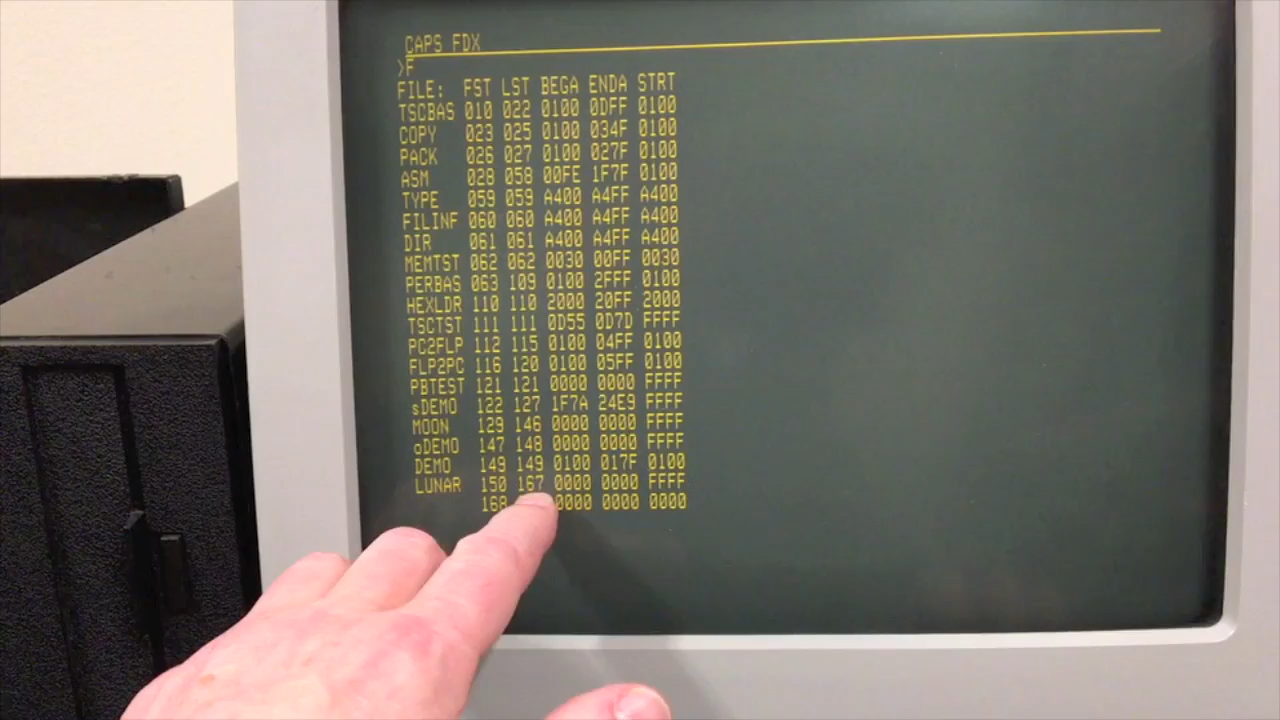 CAPS FDX
>F
FILE: FST LST BEGA ENDA STRT
TSCBAS 010 022 0100 0DFF 0100
COPY 023 025 0100 034F 0100
PACK 026 027 0100 027F 0100
ASM 028 058 00FE 1F7F 0100
TYPE 059 059 A400 A4FF A400
FILINF 060 060 A400 A4FF A400
DIR 061 061 A400 A4FF A400
MEMTST 062 062 0030 00FF 0030
PERBAS 063 109 0100 2FFF 0100
HEXLDR 110 110 2000 20FF 2000
TSCTST 111 111 0D55 0D7D FFFF
PC2FLP 112 115 0100 04FF 0100
FLP2PC 116 120 0100 05FF 0100
PBTEST 121 121 0000 0000 FFFF
sDEMO 122 127 1F7A 24E9 FFFF
MOON 129 146 0000 0000 FFFF
oDEMO 147 148 0000 0000 FFFF
DEMO 149 149 0100 017F 0100
LUNAR 150 167 0000 0000 FFFF
168 0000 0000 0000